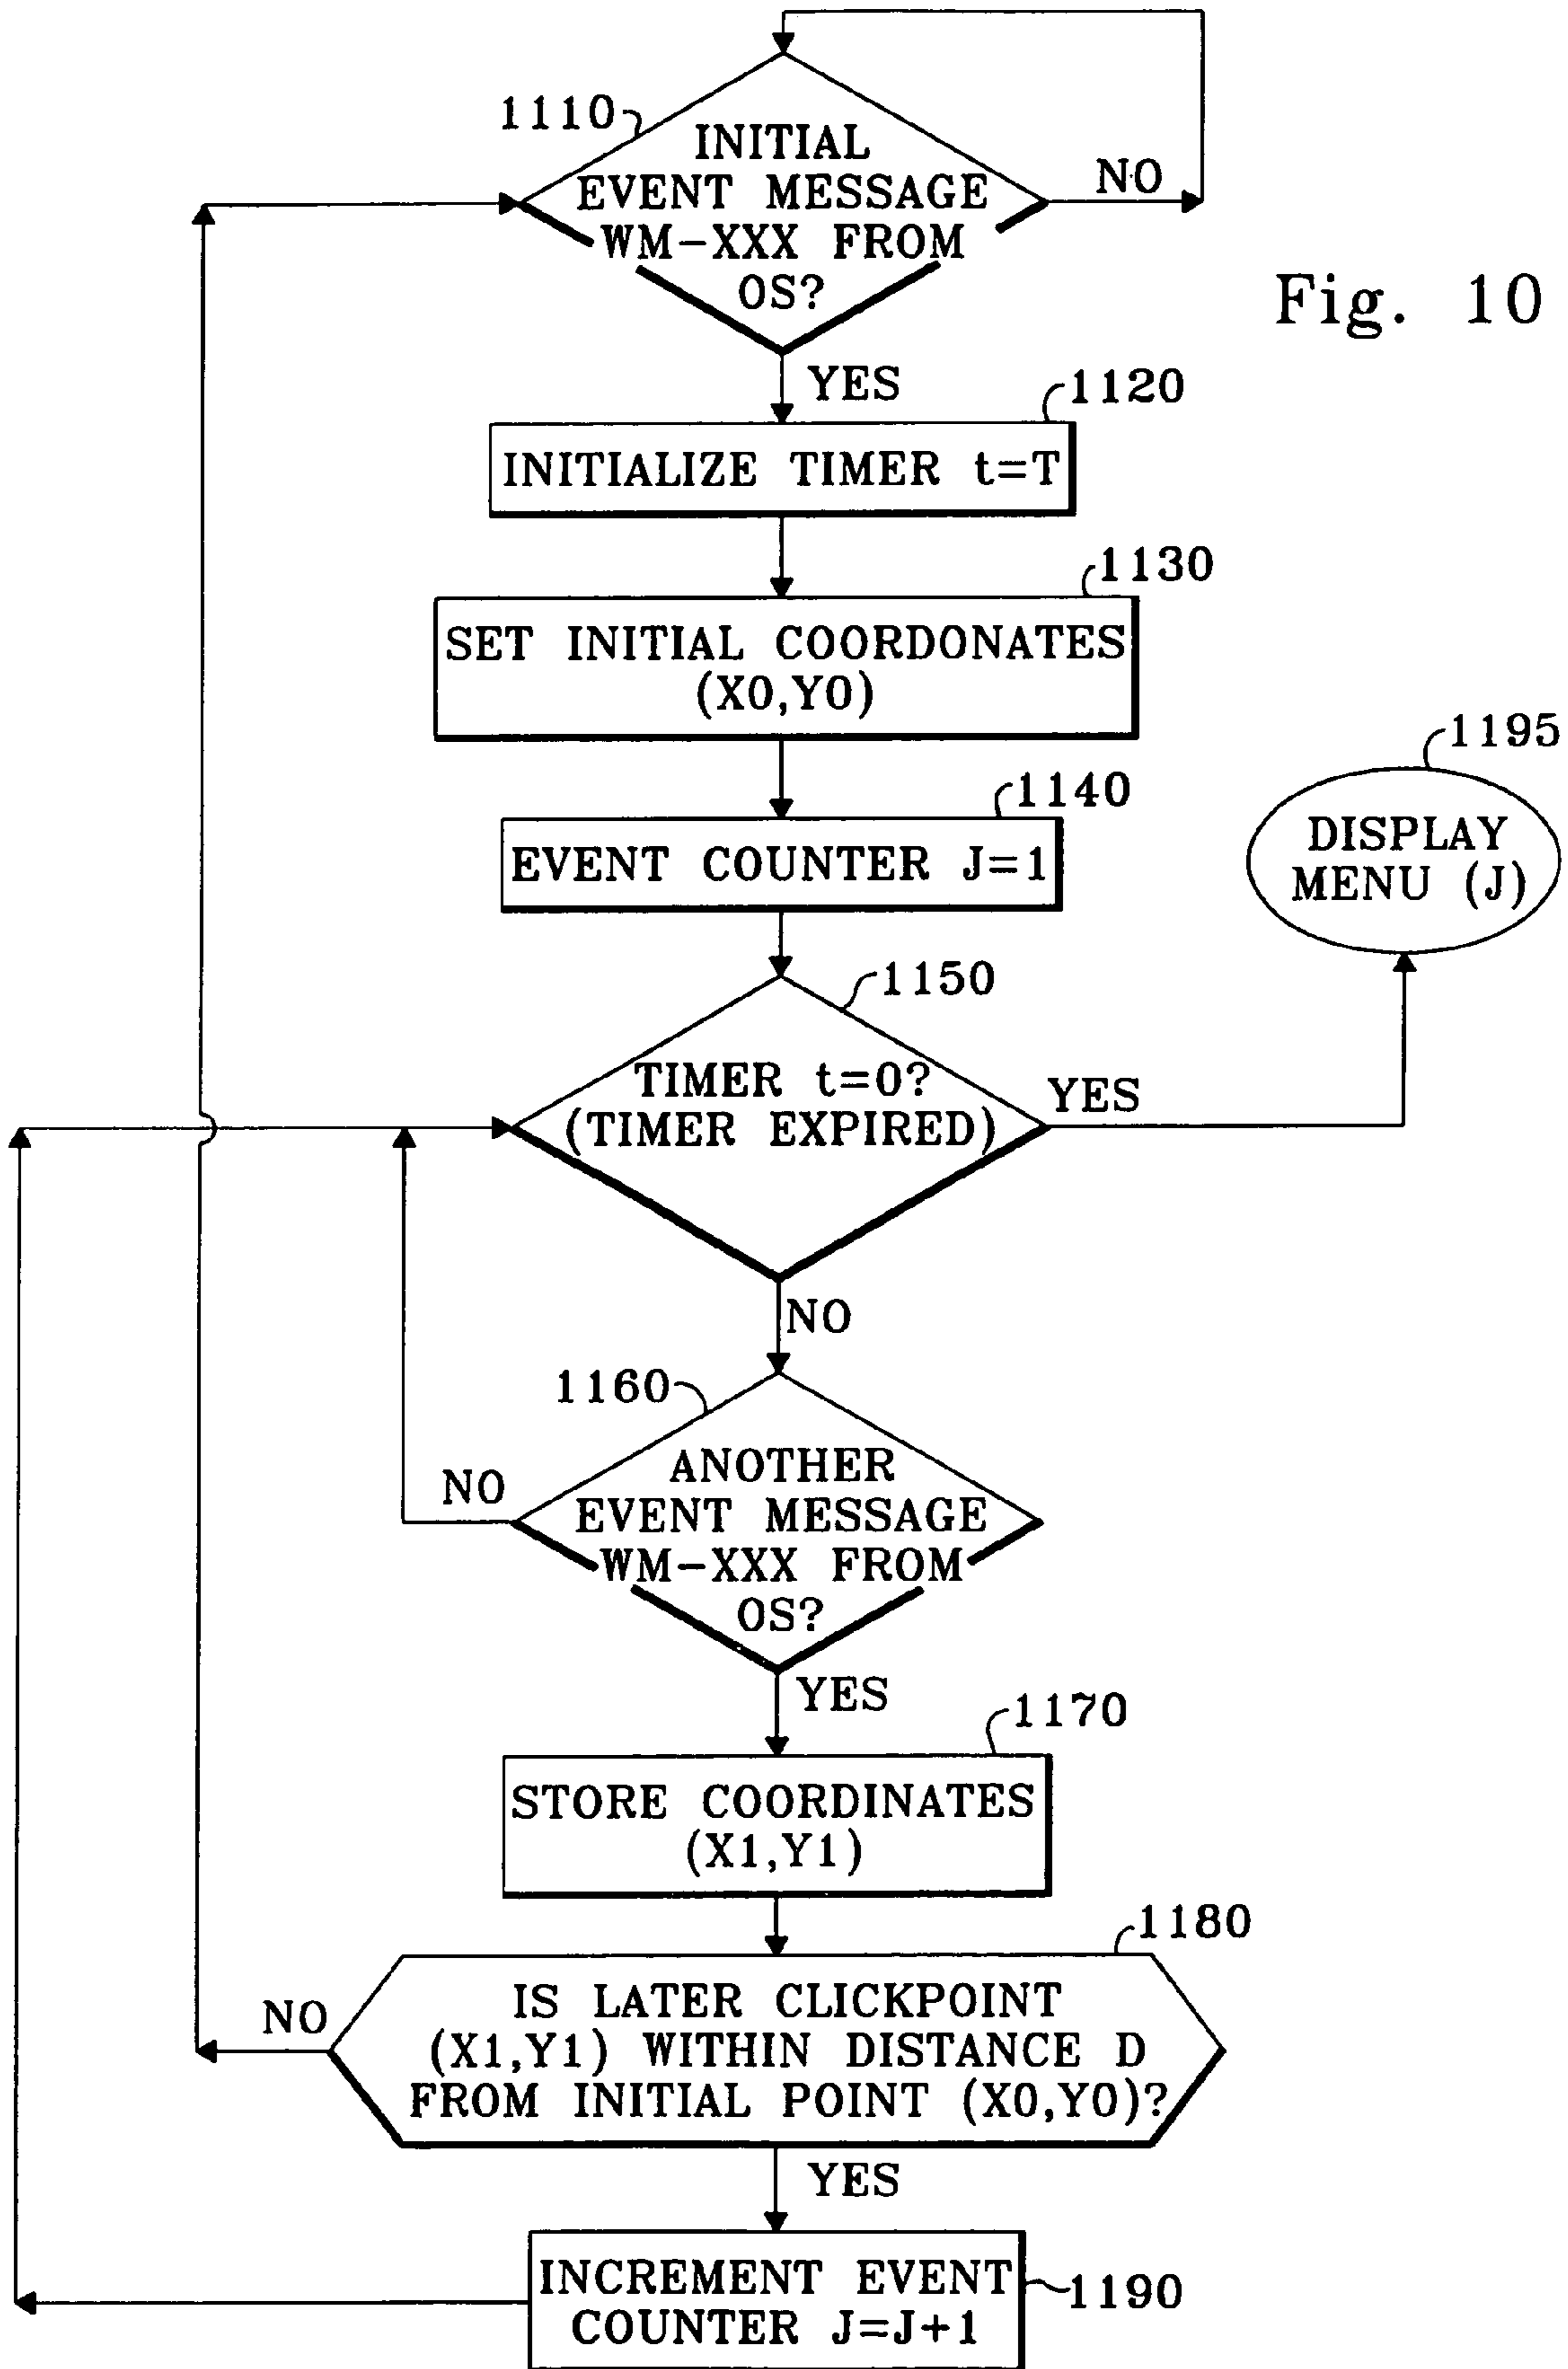 1110
INITIAL
EVENT MESSAGE
WM-XXX FROM
OS?
NO
Fig. 10
YES
1120
INITIALIZE TIMER t=T
1130
SET INITIAL COORDONATES
(X0,Y0)
1140
EVENT COUNTER J=1
1195
DISPLAY
MENU (J)
1150
TIMER t=0?
(TIMER EXPIRED)
YES
NO
1160
ANOTHER
EVENT MESSAGE
WM-XXX FROM
OS?
NO
YES
1170
STORE COORDINATES
(X1,Y1)
1180
IS LATER CLICKPOINT
(X1,Y1) WITHIN DISTANCE D
FROM INITIAL POINT (X0,Y0)?
NO
YES
INCREMENT EVENT
COUNTER J=J+1
1190